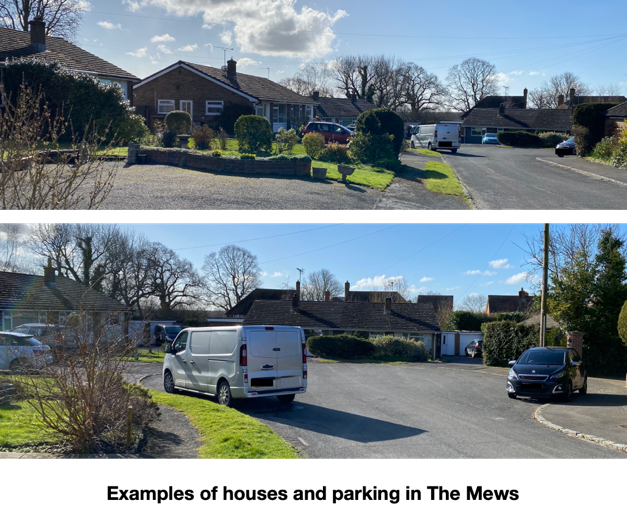 Examples of houses and parking in The Mews